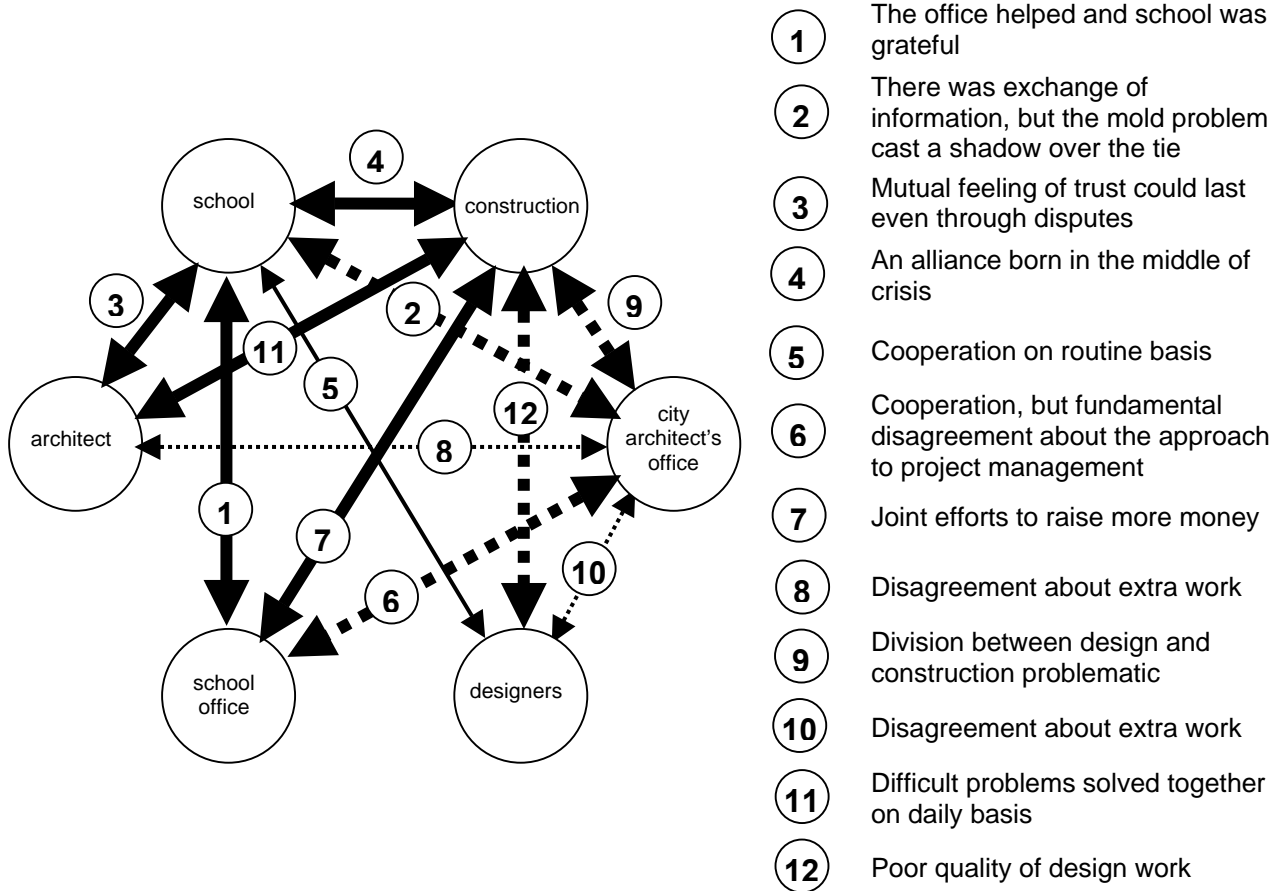 school
construction
architect
city
architect's
office
school
office
designers
4
3
2
9
11
5
12
8
1
7
10
6
1
The office helped and school was
grateful
2
There was exchange of
information, but the mold problem
cast a shadow over the tie
3
Mutual feeling of trust could last
even through disputes
4
An alliance born in the middle of
crisis
5
Cooperation on routine basis
6
Cooperation, but fundamental
disagreement about the approach
to project management
7
Joint efforts to raise more money
8
Disagreement about extra work
9
Division between design and
construction problematic
10
Disagreement about extra work
11
Difficult problems solved together
on daily basis
12
Poor quality of design work